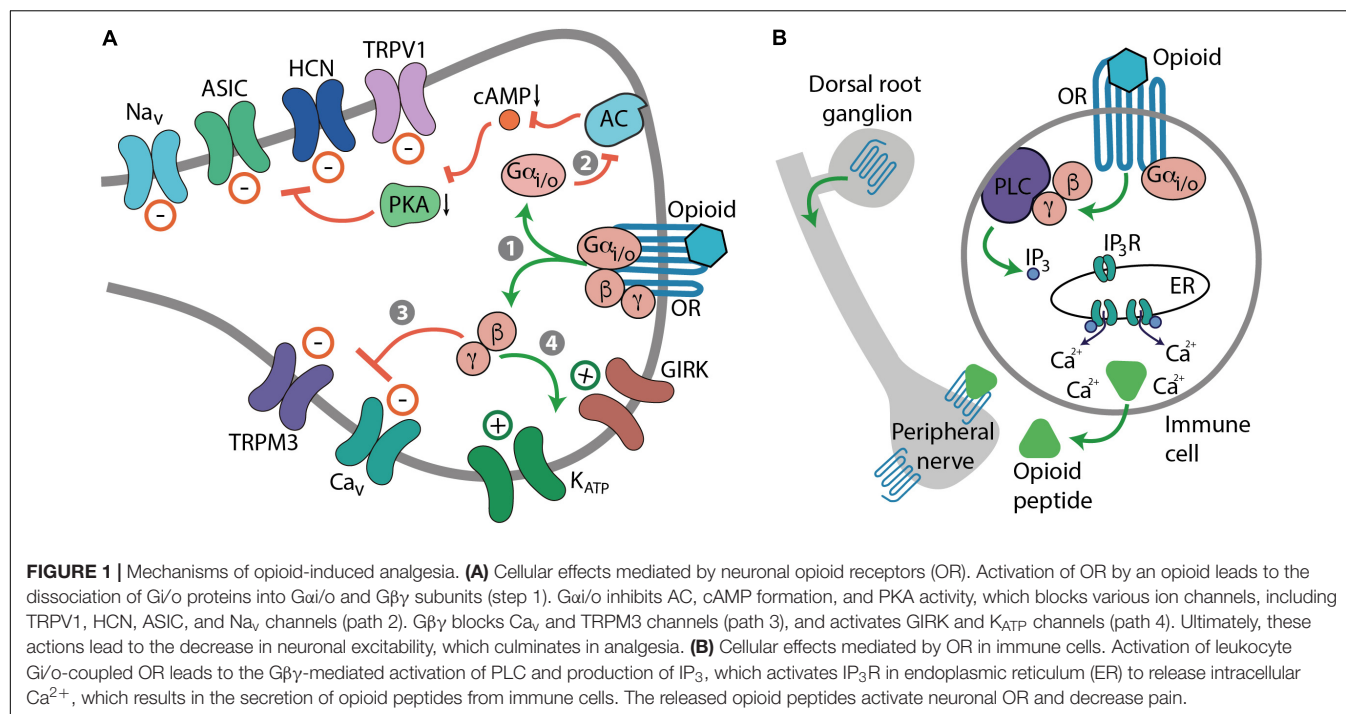 A
TRPV1
HCN
ASIC
Nav
cAMP↓
AC
2
Gαi/o
PKA↓
Opioid
1
Gαi/o
β
γ
OR
3
β
γ
4
GIRK
TRPM3
Cav
KATP
-
-
-
-
-
-
+
+
B
Opioid
Dorsal root
ganglion
OR
PLC
β
γ
Gαi/o
IP3
IP3R
ER
Ca2+
Ca2+
Ca2+
Ca2+
Immune
cell
Peripheral
nerve
Opioid
peptide
FIGURE 1 | Mechanisms of opioid-induced analgesia. (A) Cellular effects mediated by neuronal opioid receptors (OR). Activation of OR by an opioid leads to the
dissociation of Gi/o proteins into Gαi/o and Gβγ subunits (step 1). Gαi/o inhibits AC, cAMP formation, and PKA activity, which blocks various ion channels, including
TRPV1, HCN, ASIC, and Nav channels (path 2). Gβγ blocks Cav and TRPM3 channels (path 3), and activates GIRK and KATP channels (path 4). Ultimately, these
actions lead to the decrease in neuronal excitability, which culminates in analgesia. (B) Cellular effects mediated by OR in immune cells. Activation of leukocyte
Gi/o-coupled OR leads to the Gβγ-mediated activation of PLC and production of IP3, which activates IP3R in endoplasmic reticulum (ER) to release intracellular
Ca2+, which results in the secretion of opioid peptides from immune cells. The released opioid peptides activate neuronal OR and decrease pain.